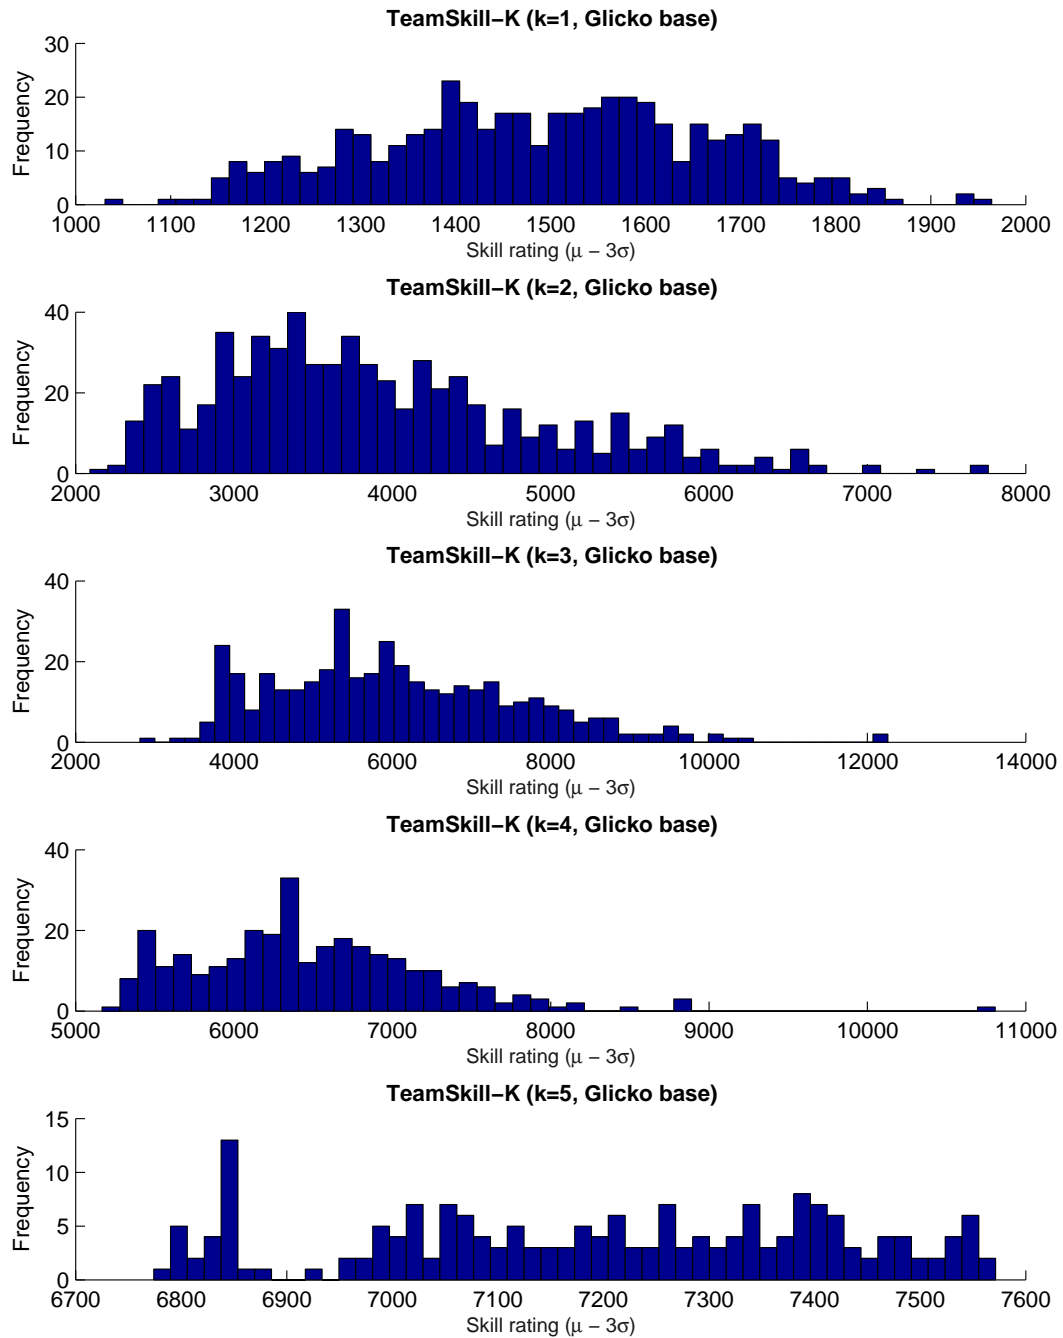 TeamSkill−K (k=1, Glicko base)
30
20
10
0
Frequency
1000 1100 1200 1300 1400 1500 1600 1700 1800 1900 2000
Skill rating (μ − 3σ)
TeamSkill−K (k=2, Glicko base)
40
20
0
Frequency
2000 3000 4000 5000 6000 7000 8000
Skill rating (μ − 3σ)
TeamSkill−K (k=3, Glicko base)
40
20
0
Frequency
2000 4000 6000 8000 10000 12000 14000
Skill rating (μ − 3σ)
TeamSkill−K (k=4, Glicko base)
40
20
0
Frequency
5000 6000 7000 8000 9000 10000 11000
Skill rating (μ − 3σ)
TeamSkill−K (k=5, Glicko base)
15
10
5
0
Frequency
6700 6800 6900 7000 7100 7200 7300 7400 7500 7600
Skill rating (μ − 3σ)